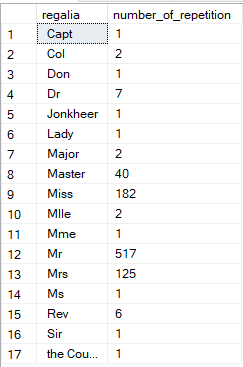 regalia number_of_repetition
1 Capt 1
2 Col 2
3 Don 1
4 Dr 7
5 Jonkheer 1
6 Lady 1
7 Major 2
8 Master 40
9 Miss 182
10 Mlle 2
11 Mme 1
12 Mr 517
13 Mrs 125
14 Ms 1
15 Rev 6
16 Sir 1
17 the Cou... 1